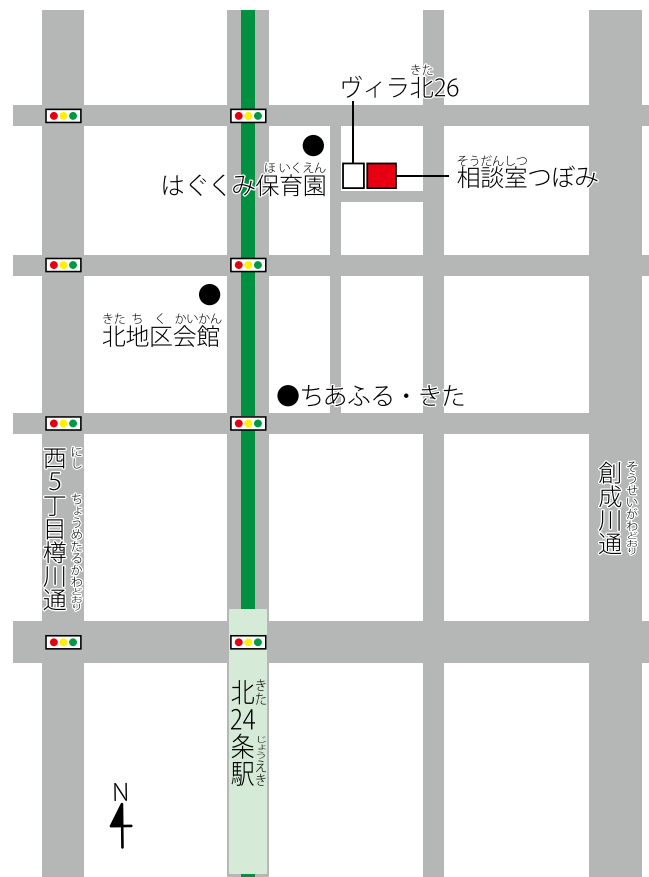 きた
ヴィラ北26
そうだんしつ
相談室つぼみ
ほいくえん
はぐくみ保育園
きた ち く かいかん
北地区会館
ちあふる・きた
にし ちょうめたるかわどおり
西5丁目樽川通
そうせいがわどおり
創成川通
きた じょうえき
北24条駅
N